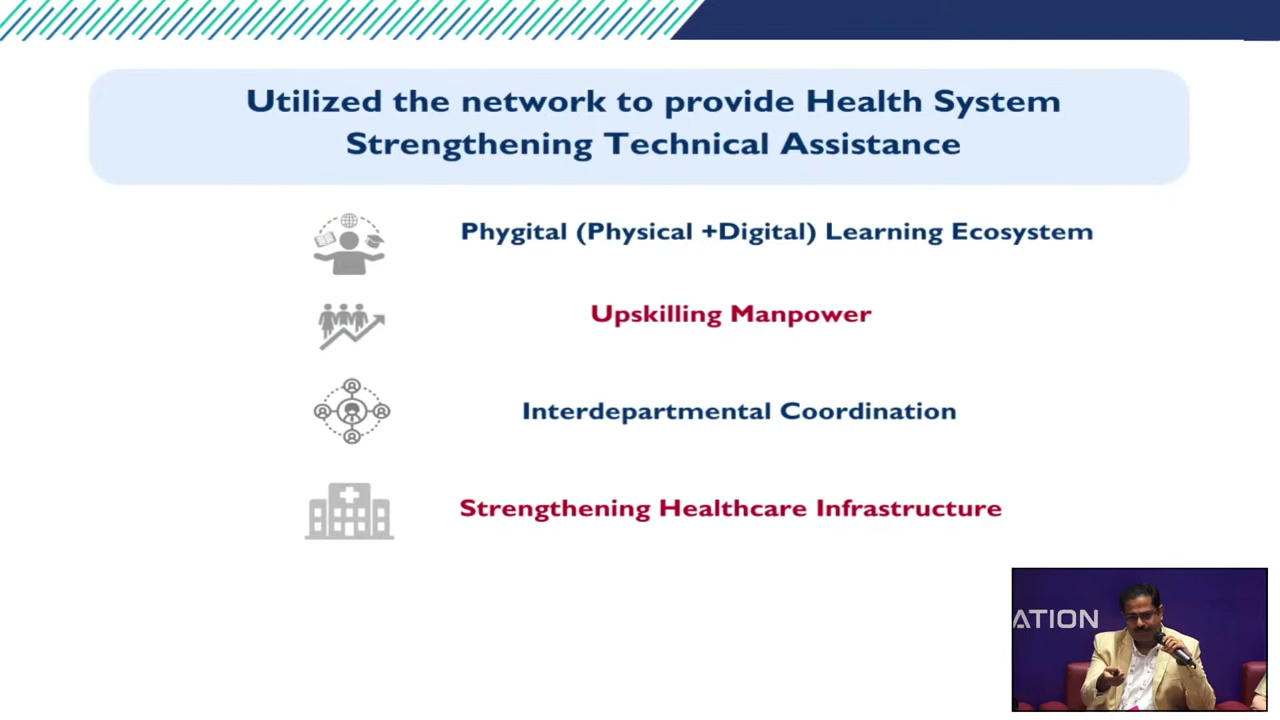 Utilized the network to provide Health System
Strengthening Technical Assistance
Phygital (Physical +Digital) Learning Ecosystem
Upskilling Manpower
Interdepartmental Coordination
Strengthening Healthcare Infrastructure
ATION